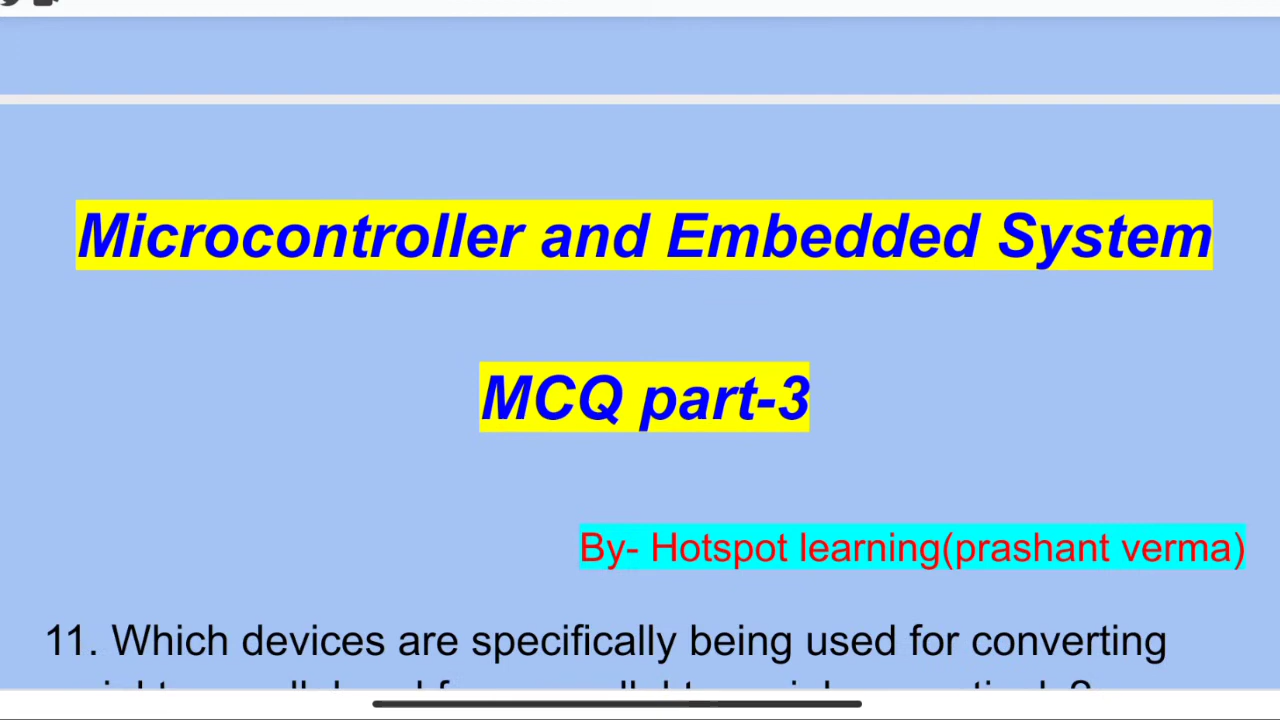 Microcontroller and Embedded System
MCQ part-3
By- Hotspot learning(prashant verma)
11. Which devices are specifically being used for converting